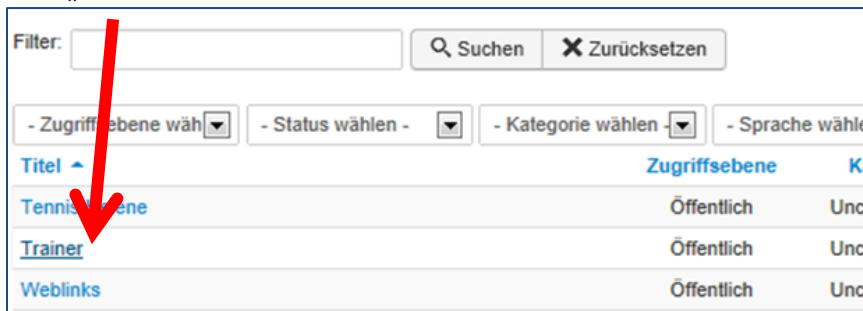 Filter: Suchen Zurücksetzen
- Zugriffsebene wäh - Status wählen - - Kategorie wählen - - Sprache wähle
Titel Zugriffsebene K
Öffentlich Unc
Trainer Öffentlich Unc
Weblinks Öffentlich Unc